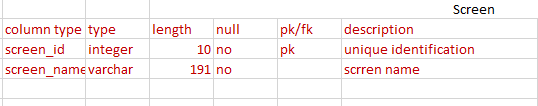 Screen
column type type length null pk/fk description
screen_id integer 10 no pk unique identification
screen_name varchar 191 no scrren name